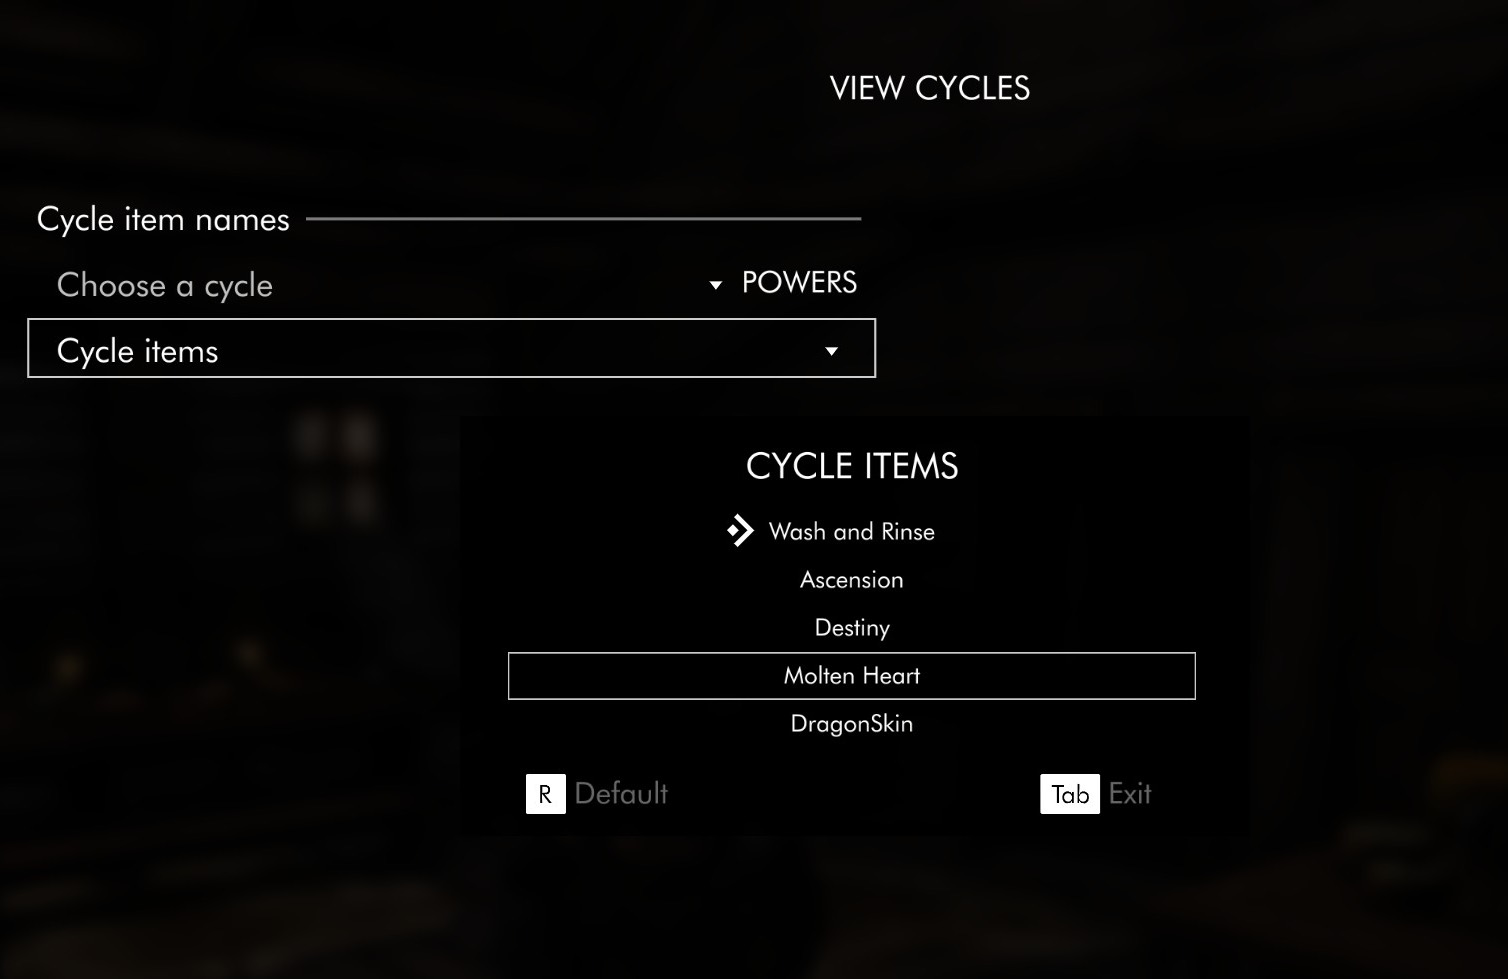 VIEW CYCLES
Cycle item names
Choose a cycle
POWERS
Cycle items
CYCLE ITEMS
Wash and Rinse
Ascension
Destiny
Molten Heart
DragonSkin
R Default
Tab Exit